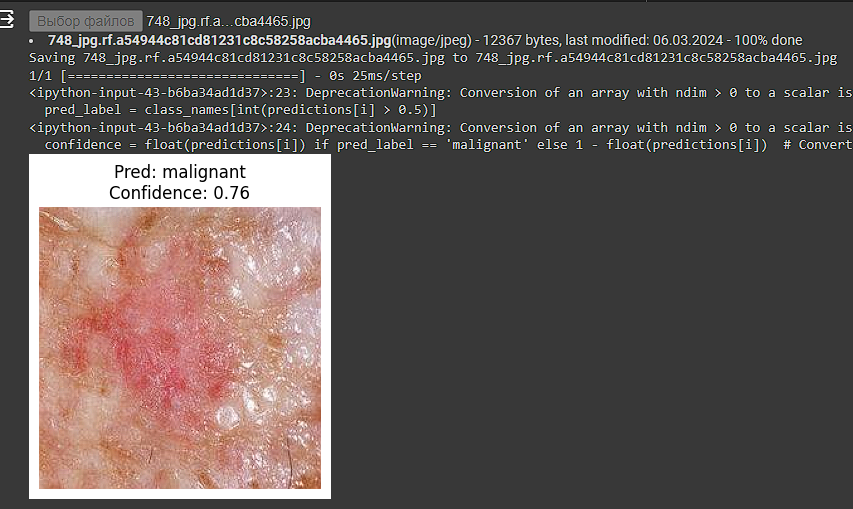 Выбор файлов 748_jpg.rf.a...cba4465.jpg
748_jpg.rf.a54944c81cd81231c8c58258acba4465.jpg(image/jpeg) - 12367 bytes, last modified: 06.03.2024 - 100% done
Saving 748_jpg.rf.a54944c81cd81231c8c58258acba4465.jpg to 748_jpg.rf.a54944c81cd81231c8c58258acba4465.jpg
1/1 [==============================] - 0s 25ms/step
<ipython-input-43-b6ba34ad1d37>:23: DeprecationWarning: Conversion of an array with ndim > 0 to a scalar is
pred_label = class_names[int(predictions[i] > 0.5)]
<ipython-input-43-b6ba34ad1d37>:24: DeprecationWarning: Conversion of an array with ndim > 0 to a scalar is
confidence = float(predictions[i]) if pred_label == 'malignant' else 1 - float(predictions[i])  # Convert
Pred: malignant
Confidence: 0.76